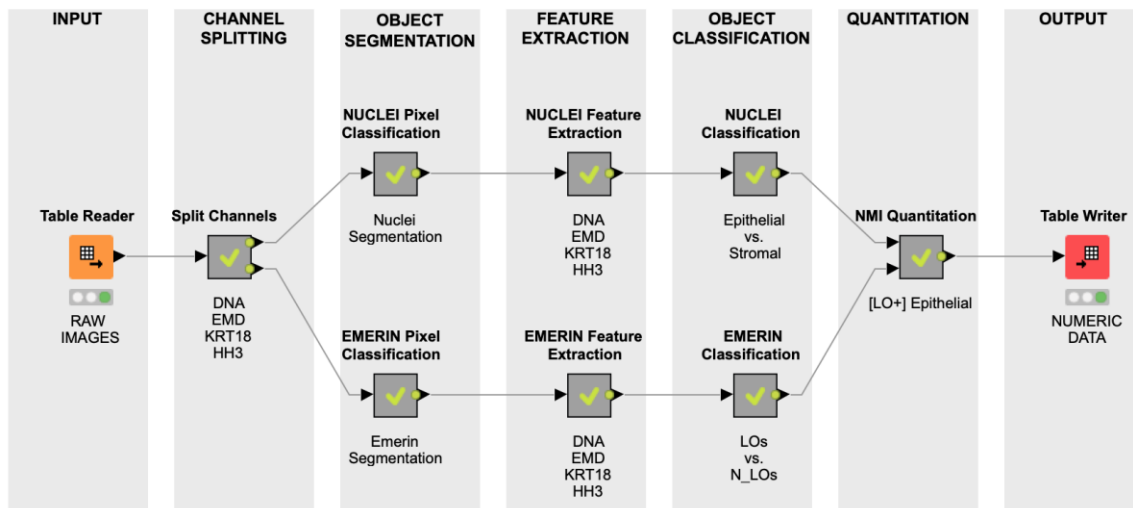 INPUT
CHANNEL
SPLITTING
OBJECT
SEGMENTATION
FEATURE
EXTRACTION
OBJECT
CLASSIFICATION
QUANTITATION
OUTPUT
Table Reader
RAW
IMAGES
Split Channels
DNA
EMD
KRT18
HH3
NUCLEI Pixel
Classification
Nuclei
Segmentation
NUCLEI Feature
Extraction
DNA
EMD
KRT18
HH3
NUCLEI
Classification
Epithelial
vs.
Stromal
EMERIN Pixel
Classification
Emerin
Segmentation
EMERIN Feature
Extraction
DNA
EMD
KRT18
HH3
EMERIN
Classification
LOs
vs.
N_LOs
NMI Quantitation
[LO+] Epithelial
Table Writer
NUMERIC
DATA